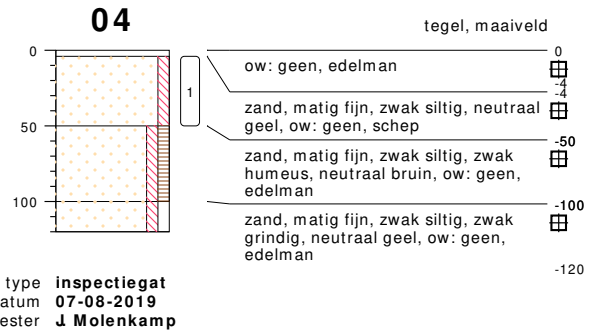 04
tegel, maaiveld
0
0
ow: geen, edelman
-4
-4
1
zand, matig fijn, zwak siltig, neutraal
geel, ow: geen, schep
50
-50
zand, matig fijn, zwak siltig, zwak
humeus, neutraal bruin, ow: geen,
edelman
100
-100
zand, matig fijn, zwak siltig, zwak
grindig, neutraal geel, ow: geen,
edelman
-120
type inspectiegat
atum 07-08-2019
ester J. Molenkamp